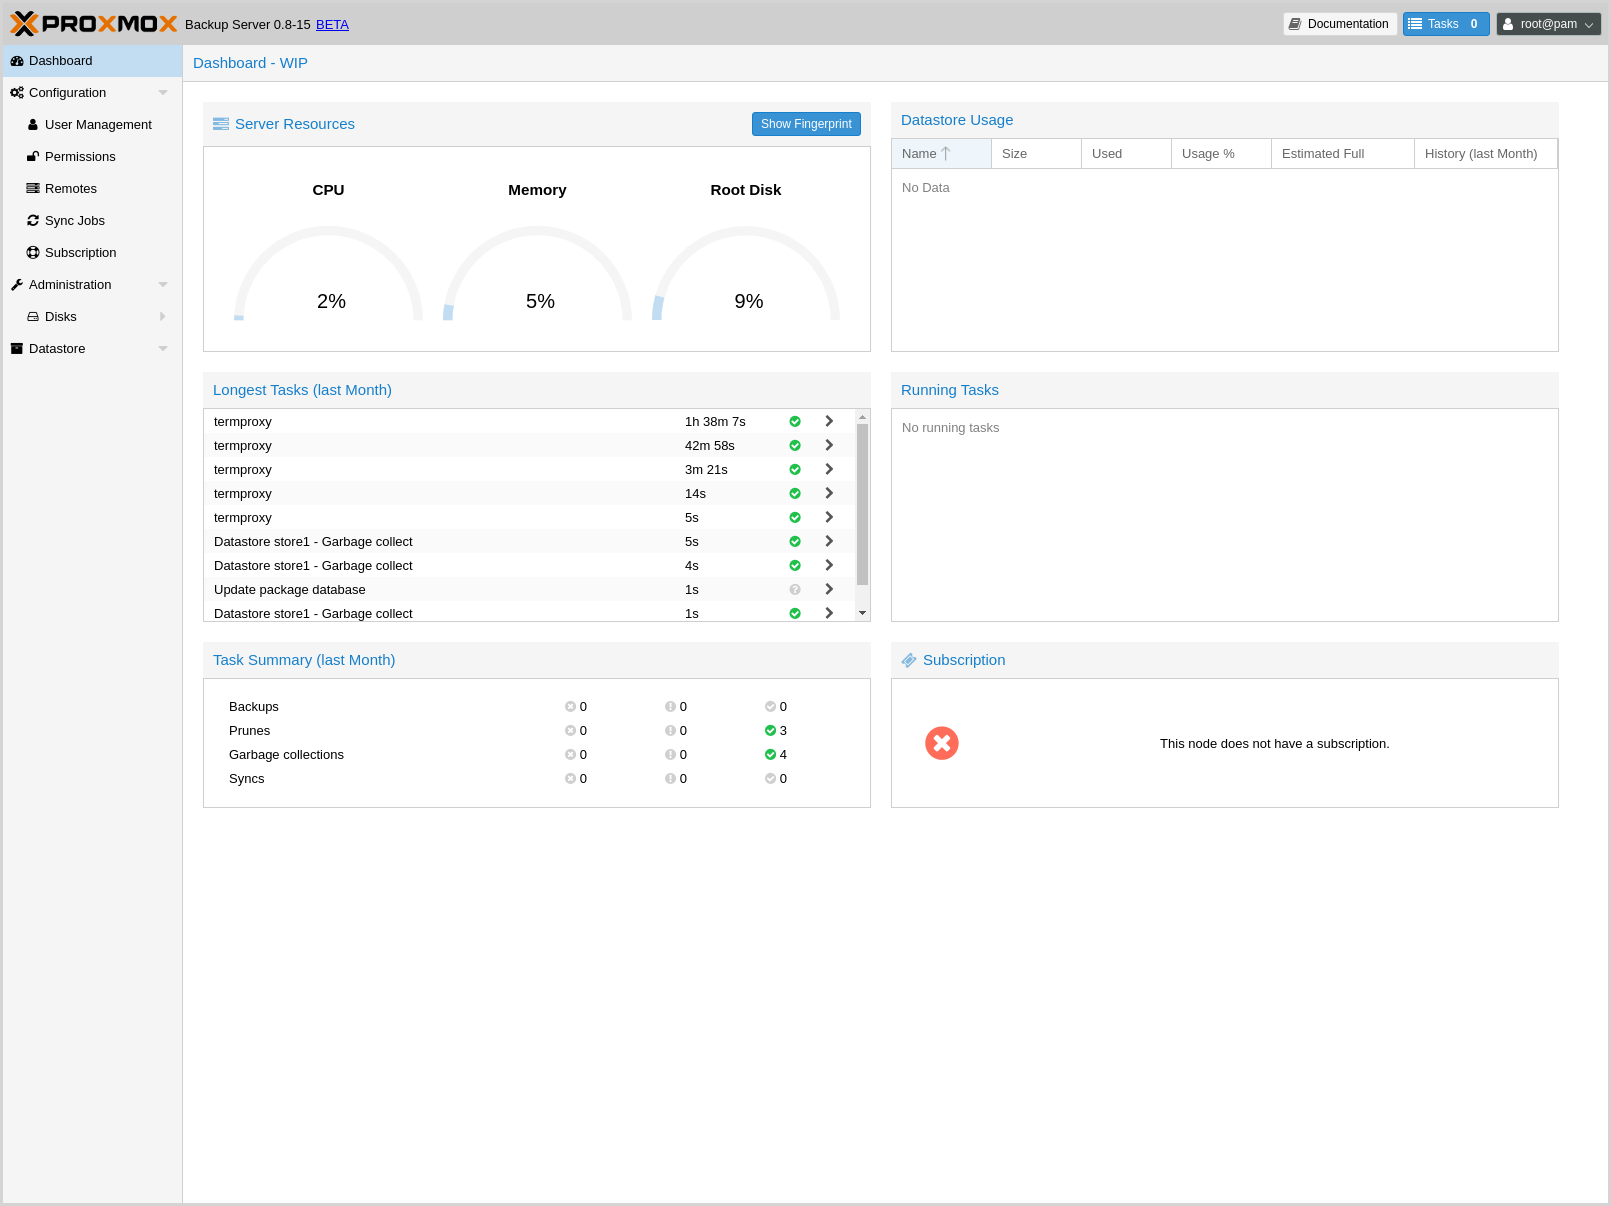 PROXMOX Backup Server 0.8-15 BETA Documentation Tasks 0 root@pam
Dashboard
Configuration
User Management
Permissions
Remotes
Sync Jobs
Subscription
Administration
Disks
Datastore
Dashboard - WIP
Server Resources Show Fingerprint
CPU Memory Root Disk
2% 5% 9%
Datastore Usage
Name Size Used Usage % Estimated Full History (last Month)
No Data
Longest Tasks (last Month)
termproxy 1h 38m 7s
termproxy 42m 58s
termproxy 3m 21s
termproxy 14s
termproxy 5s
Datastore store1 - Garbage collect 5s
Datastore store1 - Garbage collect 4s
Update package database 1s
Datastore store1 - Garbage collect 1s
Running Tasks
No running tasks
Task Summary (last Month)
Backups 0 0 0
Prunes 0 0 3
Garbage collections 0 0 4
Syncs 0 0 0
Subscription
This node does not have a subscription.